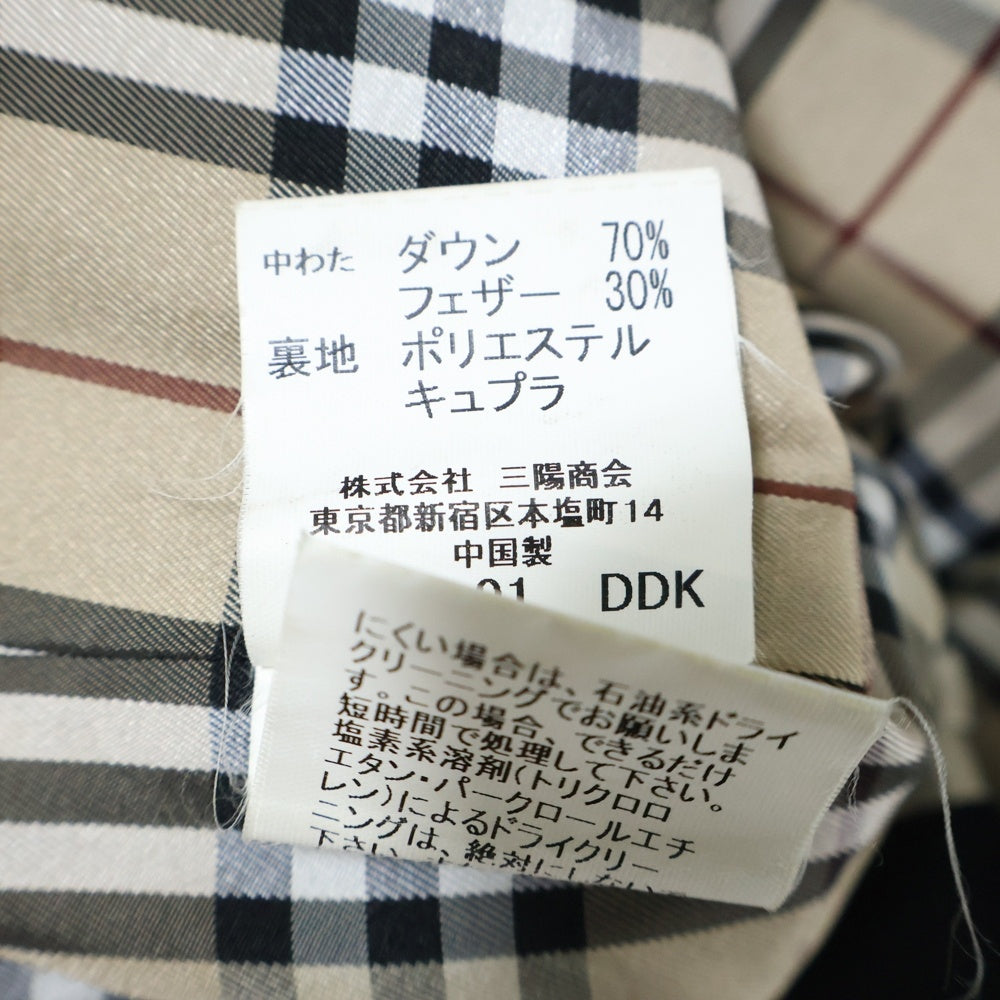 中わた ダウン 70%
フェザー 30%
裏地 ポリエステル
キュプラ
株式会社 三陽商会
東京都新宿区本塩町14
中国製
01 DDK
にくい場合は、石油系ドライ
クリーニングでお願いしま
す。この場合、できるだけ
短時間で処理して下さい。
塩素系溶剤(トリクロロ
エタン・パークロールエチ
レン)によるドライクリー
ニングは、絶対にしない
下さい